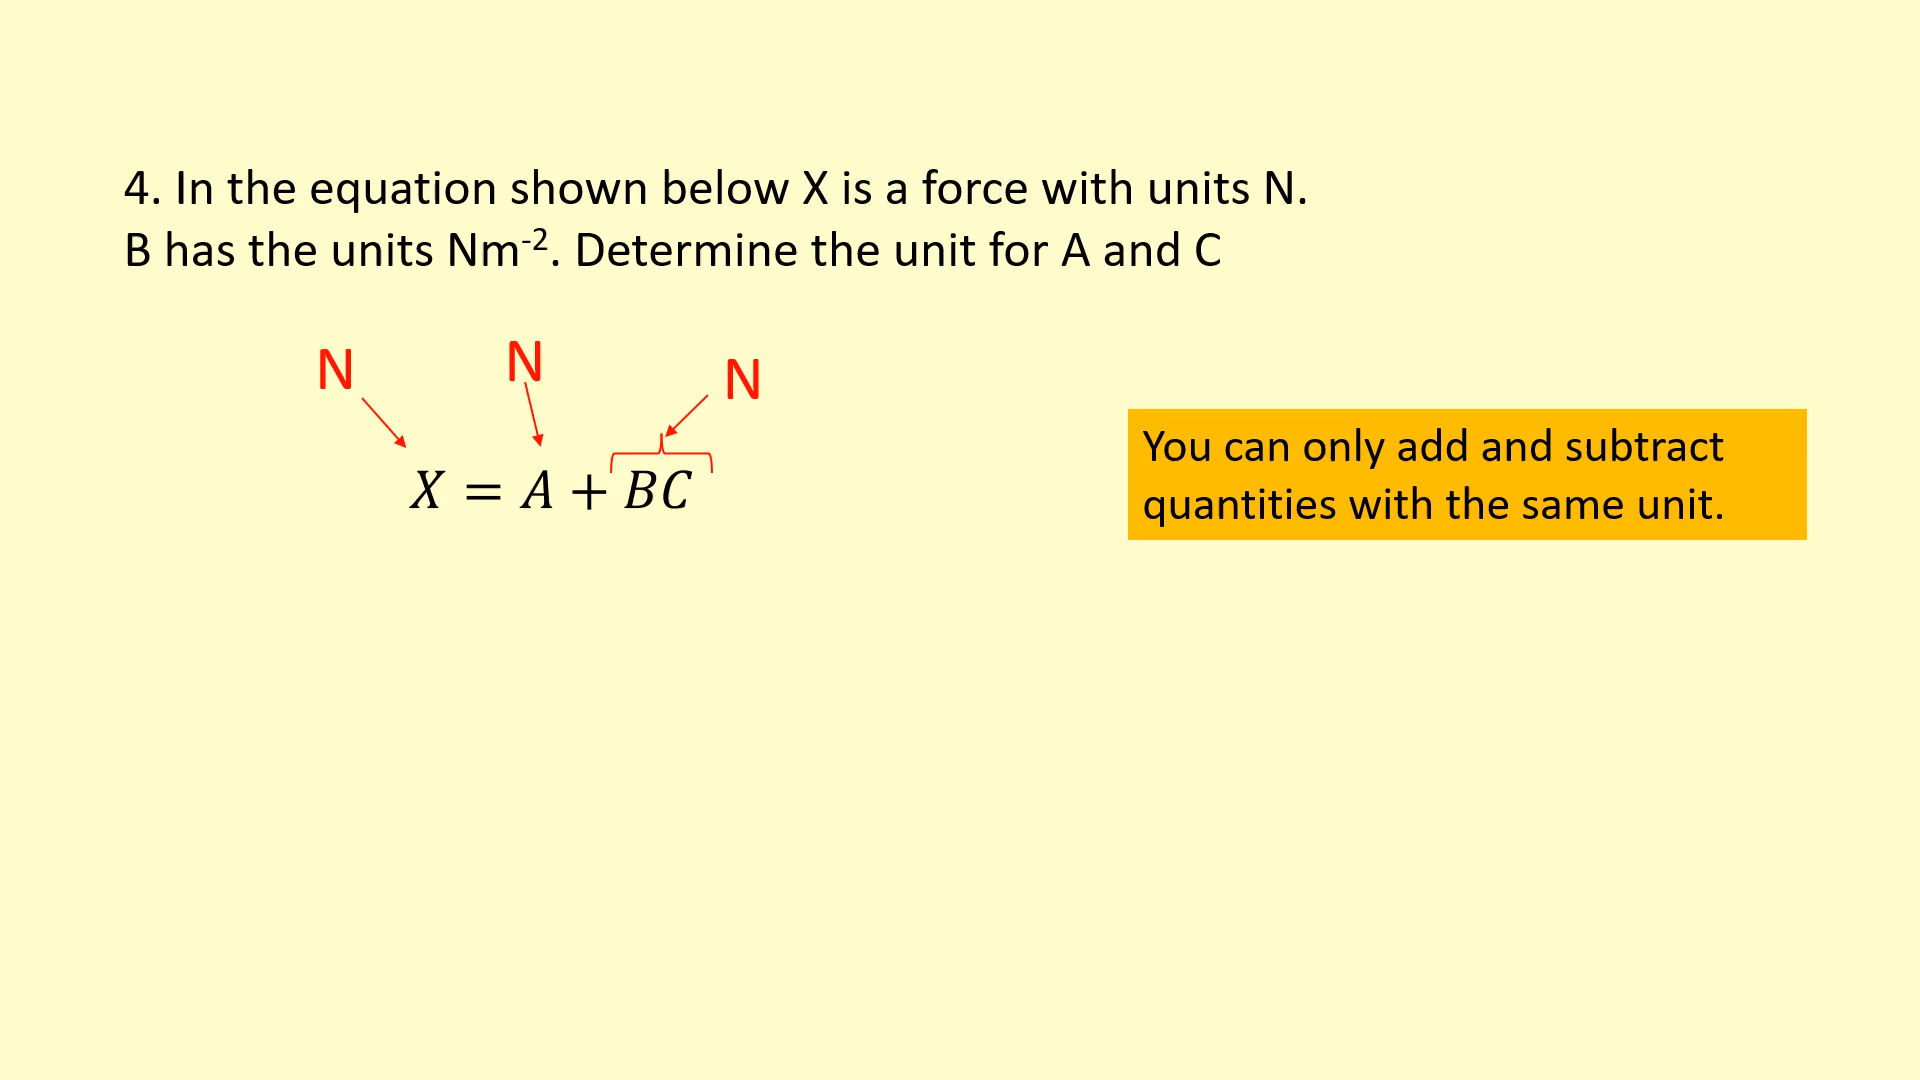 4. In the equation shown below X is a force with units N.
B has the units Nm⁻². Determine the unit for A and C
N N N
X = A + BC
You can only add and subtract
quantities with the same unit.